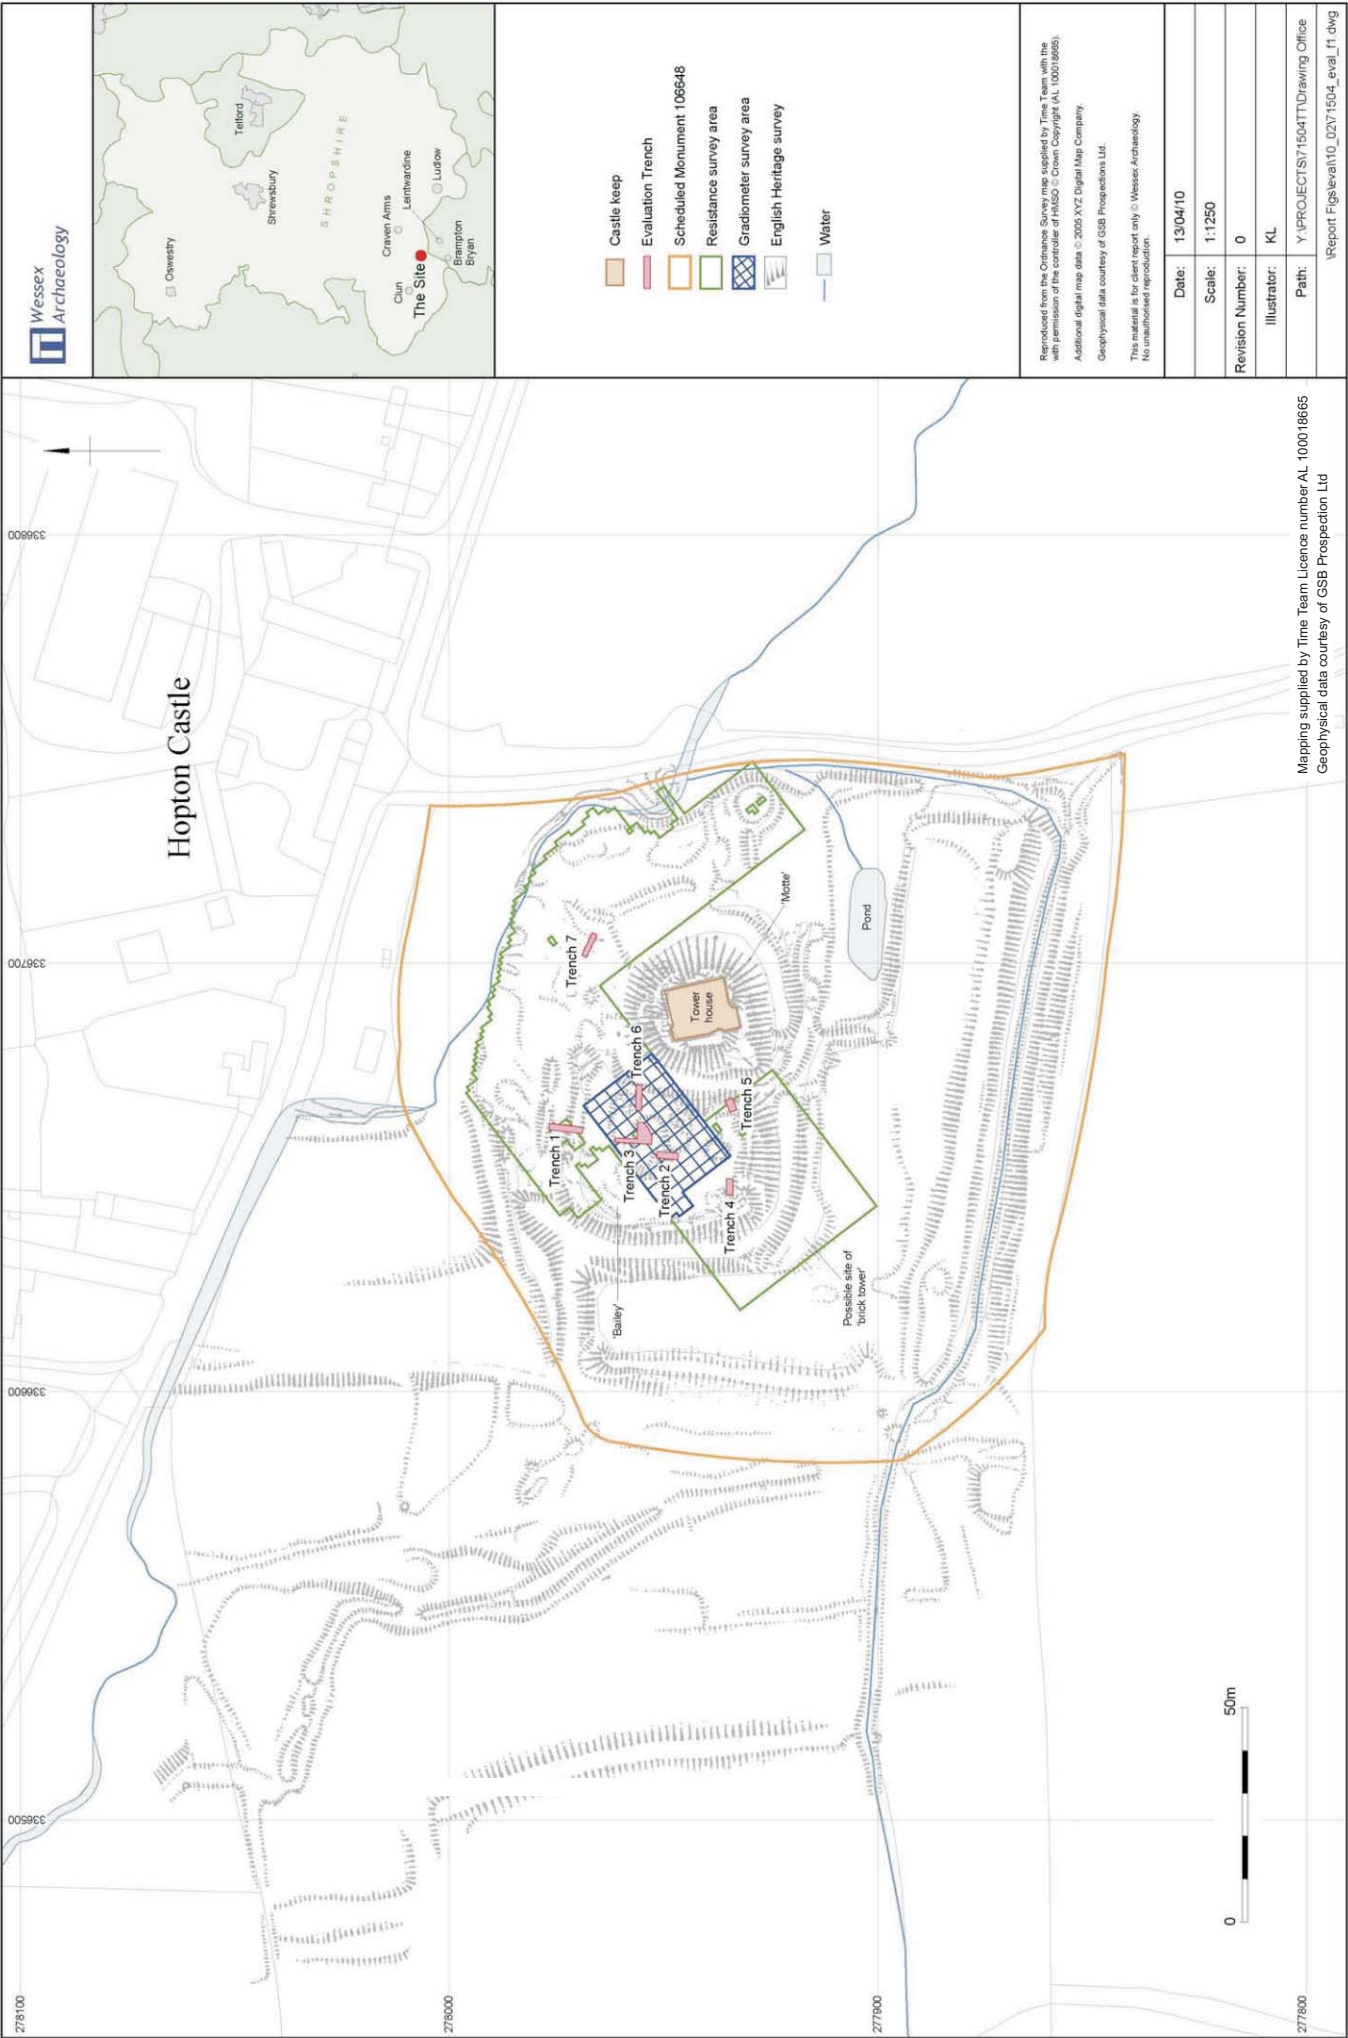 Wessex
Archaeology
Oswestry
Telford
Shrewsbury
SHROPSHIRE
Craven Arms
Clun
Leintwardine
Ludlow
The Site
Brampton
Bryan
Castle keep
Evaluation Trench
Scheduled Monument 106648
Resistance survey area
Gradiometer survey area
English Heritage survey
Water
Reproduced from the Ordnance Survey map supplied by Time Team with the
with permission of the controller of HMSO © Crown Copyright (AL 100018665).
Additional digital map data © 2005 XYZ Digital Map Company.
Geophysical data courtesy of GSB Prospections Ltd.
This material is for client report only © Wessex Archaeology.
No unauthorised reproduction.
Date: 13/04/10
Scale: 1:1250
Revision Number: 0
Illustrator: KL
Path: Y:\PROJECTS\71504TT\Drawing Office
\Report Figs\eval\10_02\71504_eval_f1.dwg
Hopton Castle
336800
336700
336600
336500
278100
278000
277900
277800
Trench 7
Trench 6
Trench 1
Trench 3
Trench 2
Trench 5
Trench 4
Tower
house
'Motte'
Pond
'Bailey'
Possible site of
'brick tower'
0
50m
Mapping supplied by Time Team Licence number AL 100018665
Geophysical data courtesy of GSB Prospection Ltd